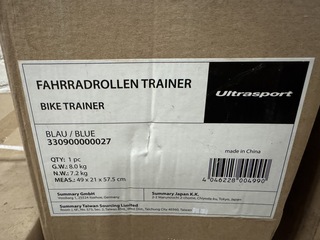 FAHRRADROLLEN TRAINER
Ultrasport
BIKE TRAINER
BLAU / BLUE
330900000027
QTY: 1 pc
G.W.: 8.0 kg
N.W.: 7.2 kg
MEAS.: 49 x 21 x 57.5 cm
made in China
4 046228 004990
Summary GmbH
Summary Japan K.K.
Summary Taiwan Sourcing Limited